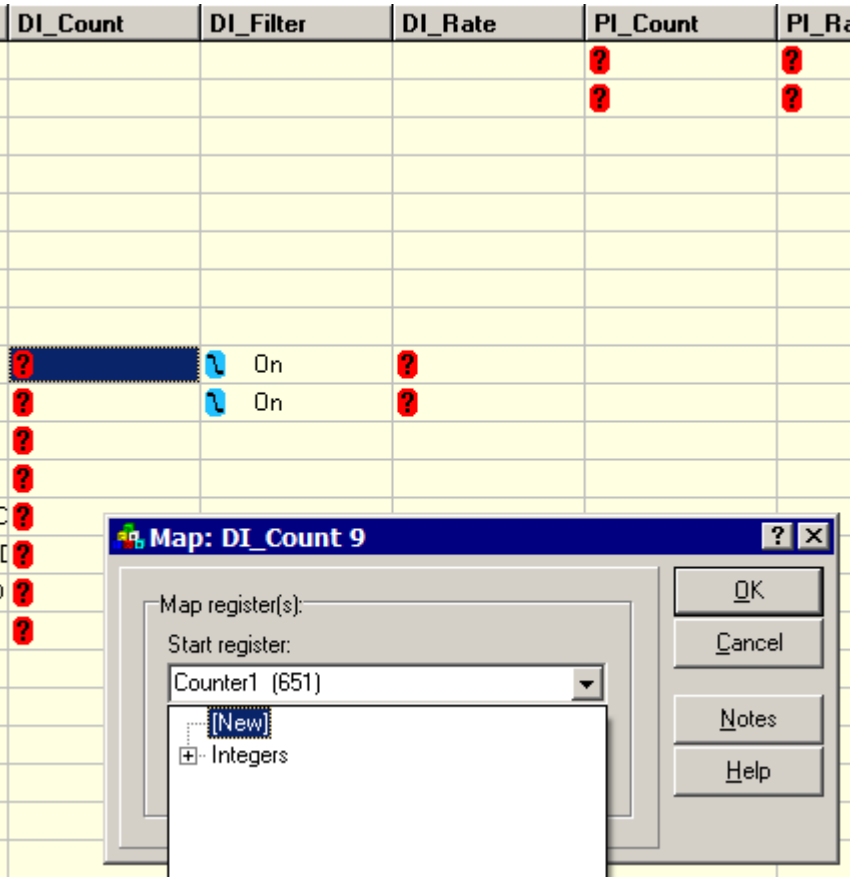 DI_Count DI_Filter DI_Rate PI_Count PI_Ra
? ?
? ?
? On ?
? On ?
?
?
?
?
?
?
Map: DI_Count 9 ?
Map register(s):
Start register:
Counter1 (651)
[New]
Integers
OK
Cancel
Notes
Help